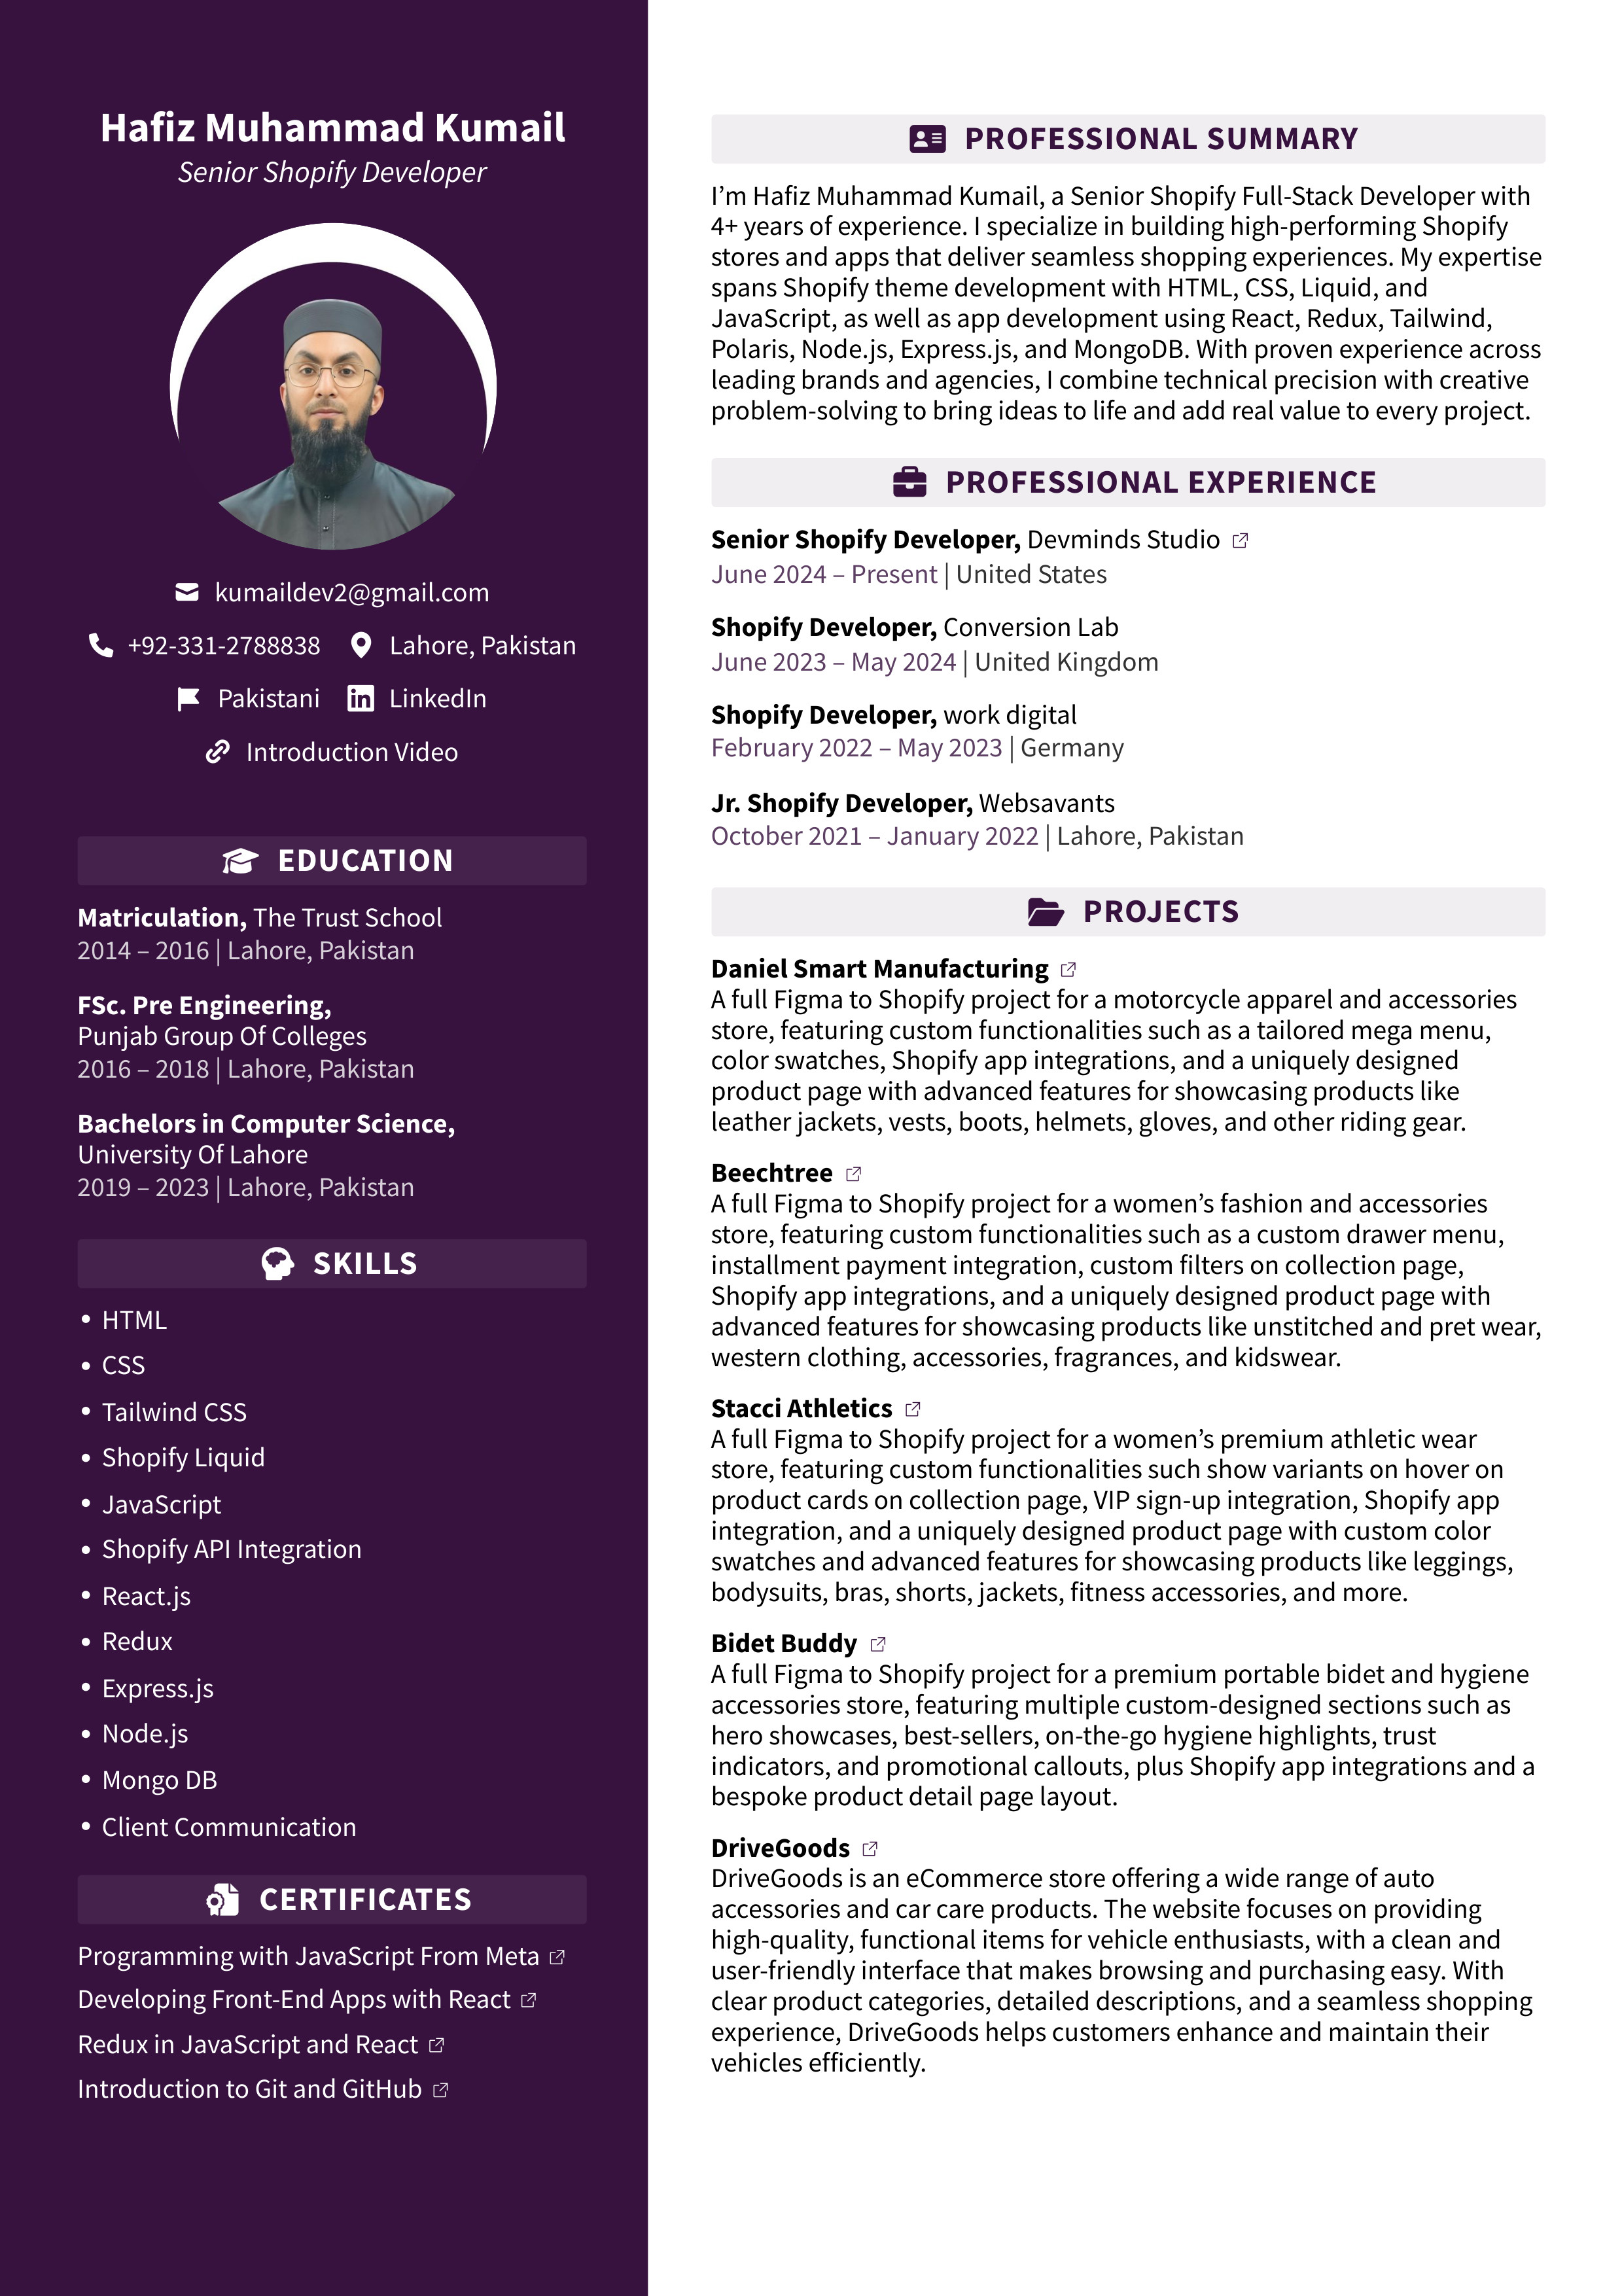 Hafiz Muhammad Kumail
Senior Shopify Developer
kumaildev2@gmail.com
+92-331-2788838 Lahore, Pakistan
Pakistani LinkedIn
Introduction Video
EDUCATION
Matriculation, The Trust School
2014 – 2016 | Lahore, Pakistan
FSc. Pre Engineering,
Punjab Group Of Colleges
2016 – 2018 | Lahore, Pakistan
Bachelors in Computer Science,
University Of Lahore
2019 – 2023 | Lahore, Pakistan
SKILLS
• HTML
• CSS
• Tailwind CSS
• Shopify Liquid
• JavaScript
• Shopify API Integration
• React.js
• Redux
• Express.js
• Node.js
• Mongo DB
• Client Communication
CERTIFICATES
Programming with JavaScript From Meta
Developing Front-End Apps with React
Redux in JavaScript and React
Introduction to Git and GitHub
PROFESSIONAL SUMMARY
I’m Hafiz Muhammad Kumail, a Senior Shopify Full-Stack Developer with
4+ years of experience. I specialize in building high-performing Shopify
stores and apps that deliver seamless shopping experiences. My expertise
spans Shopify theme development with HTML, CSS, Liquid, and
JavaScript, as well as app development using React, Redux, Tailwind,
Polaris, Node.js, Express.js, and MongoDB. With proven experience across
leading brands and agencies, I combine technical precision with creative
problem-solving to bring ideas to life and add real value to every project.
PROFESSIONAL EXPERIENCE
Senior Shopify Developer, Devminds Studio
June 2024 – Present | United States
Shopify Developer, Conversion Lab
June 2023 – May 2024 | United Kingdom
Shopify Developer, work digital
February 2022 – May 2023 | Germany
Jr. Shopify Developer, Websavants
October 2021 – January 2022 | Lahore, Pakistan
PROJECTS
Daniel Smart Manufacturing
A full Figma to Shopify project for a motorcycle apparel and accessories
store, featuring custom functionalities such as a tailored mega menu,
color swatches, Shopify app integrations, and a uniquely designed
product page with advanced features for showcasing products like
leather jackets, vests, boots, helmets, gloves, and other riding gear.
Beechtree
A full Figma to Shopify project for a women’s fashion and accessories
store, featuring custom functionalities such as a custom drawer menu,
installment payment integration, custom filters on collection page,
Shopify app integrations, and a uniquely designed product page with
advanced features for showcasing products like unstitched and pret wear,
western clothing, accessories, fragrances, and kidswear.
Stacci Athletics
A full Figma to Shopify project for a women’s premium athletic wear
store, featuring custom functionalities such show variants on hover on
product cards on collection page, VIP sign-up integration, Shopify app
integration, and a uniquely designed product page with custom color
swatches and advanced features for showcasing products like leggings,
bodysuits, bras, shorts, jackets, fitness accessories, and more.
Bidet Buddy
A full Figma to Shopify project for a premium portable bidet and hygiene
accessories store, featuring multiple custom-designed sections such as
hero showcases, best-sellers, on-the-go hygiene highlights, trust
indicators, and promotional callouts, plus Shopify app integrations and a
bespoke product detail page layout.
DriveGoods
DriveGoods is an eCommerce store offering a wide range of auto
accessories and car care products. The website focuses on providing
high-quality, functional items for vehicle enthusiasts, with a clean and
user-friendly interface that makes browsing and purchasing easy. With
clear product categories, detailed descriptions, and a seamless shopping
experience, DriveGoods helps customers enhance and maintain their
vehicles efficiently.